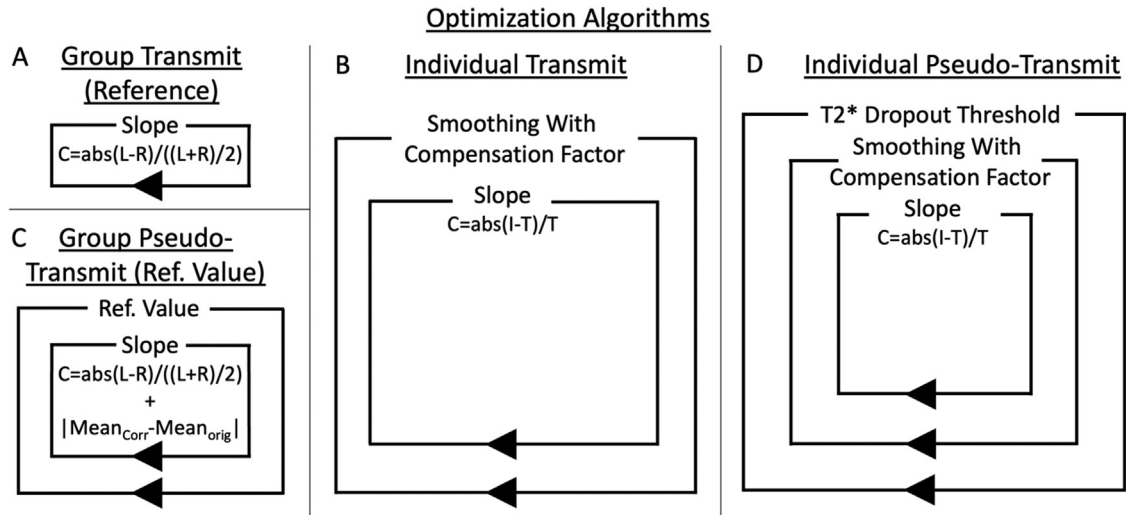 Optimization Algorithms
A
Group Transmit
(Reference)
Slope
C=abs(L-R)/((L+R)/2)
B
Individual Transmit
Smoothing With
Compensation Factor
Slope
C=abs(I-T)/T
C
Group Pseudo-
Transmit (Ref. Value)
Ref. Value
Slope
C=abs(L-R)/((L+R)/2)
+
|Mean_Corr-Mean_orig|
D
Individual Pseudo-Transmit
T2* Dropout Threshold
Smoothing With
Compensation Factor
Slope
C=abs(I-T)/T